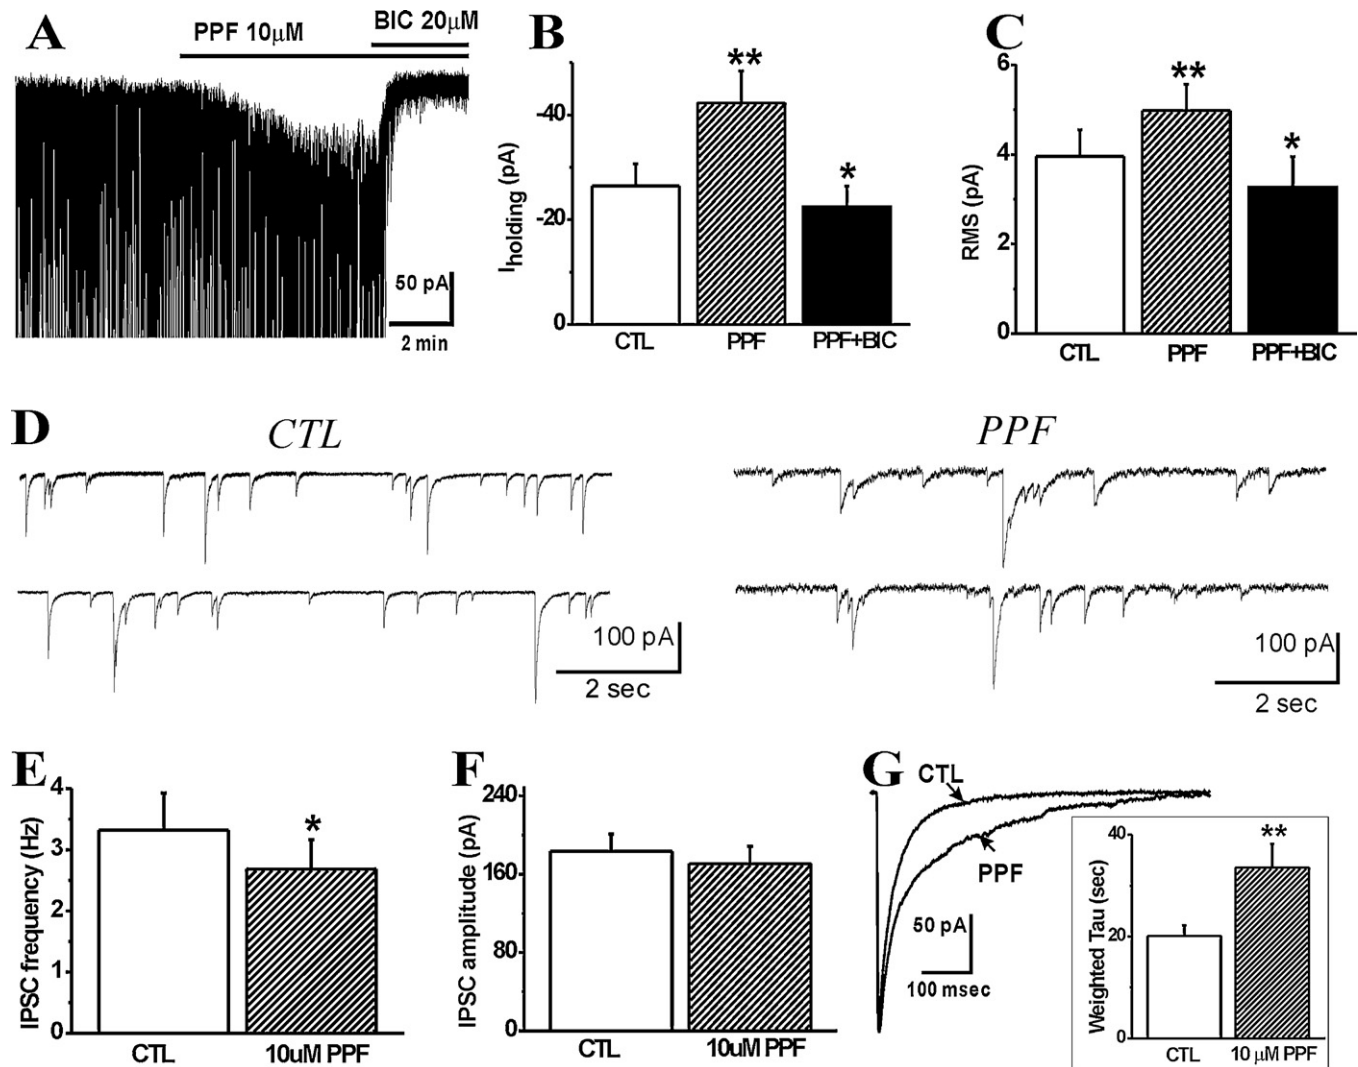 A
PPF 10μM
BIC 20μM
50 pA
2 min
B
**
*
I holding (pA)
-40
-20
0
CTL
PPF
PPF+BIC
C
**
*
RMS (pA)
6
4
2
0
CTL
PPF
PPF+BIC
D
CTL
PPF
100 pA
2 sec
100 pA
2 sec
E
*
IPSC frequency (Hz)
4
3
2
1
0
CTL
10uM PPF
F
IPSC amplitude (pA)
240
160
80
0
CTL
10uM PPF
G
CTL
PPF
50 pA
100 msec
**
Weighted Tau (sec)
40
20
0
CTL
10 μM PPF